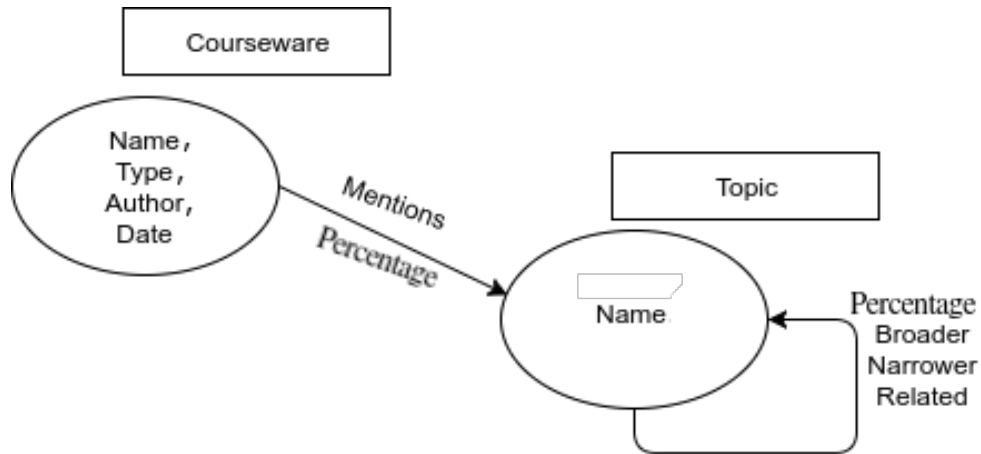 Courseware
Name,
Type,
Author,
Date
Mentions
Percentage
Topic
Name
Percentage
Broader
Narrower
Related